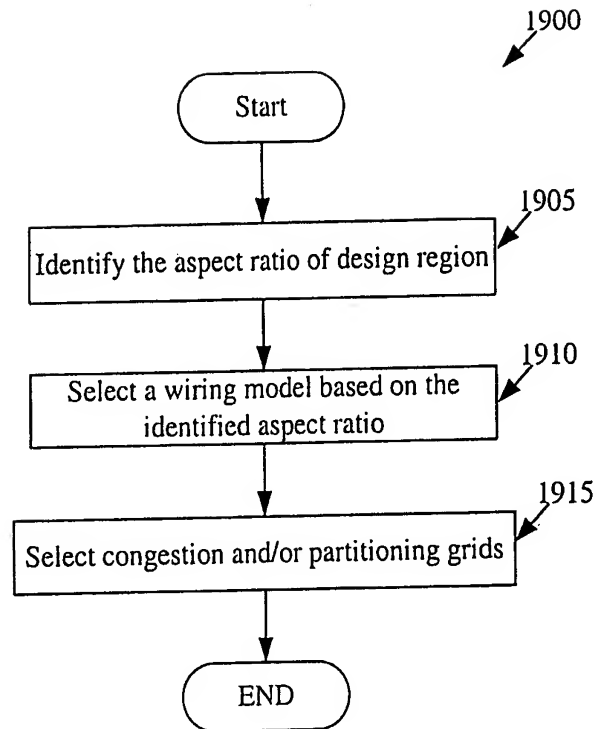 1900
Start
1905
Identify the aspect ratio of design region
1910
Select a wiring model based on the
identified aspect ratio
1915
Select congestion and/or partitioning grids
END